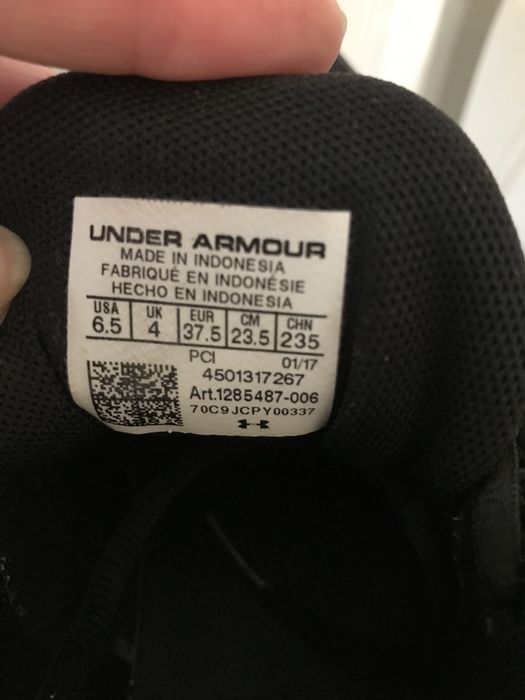 UNDER ARMOUR
MADE IN INDONESIA
FABRIQUÉ EN INDONÉSIE
HECHO EN INDONESIA
USA UK EUR CM CHN
6.5 4 37.5 23.5 235
PCI 01/17
4501317267
Art.1285487-006
70C9JCPY00337